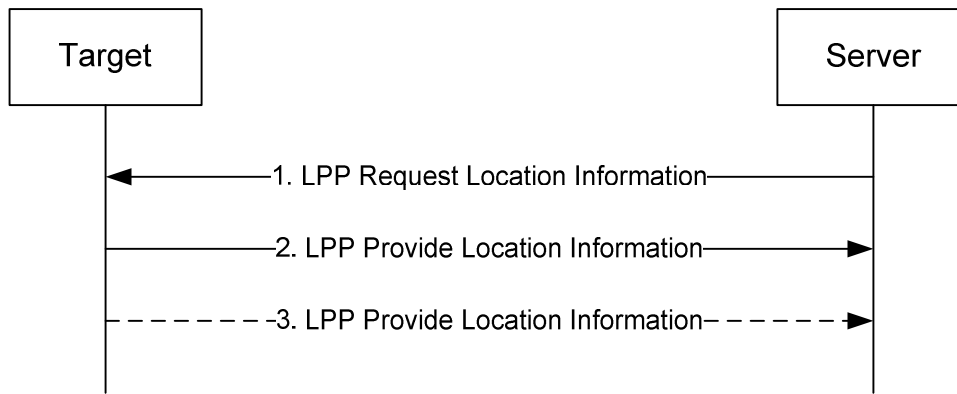 Target
Server
1. LPP Request Location Information
2. LPP Provide Location Information
3. LPP Provide Location Information